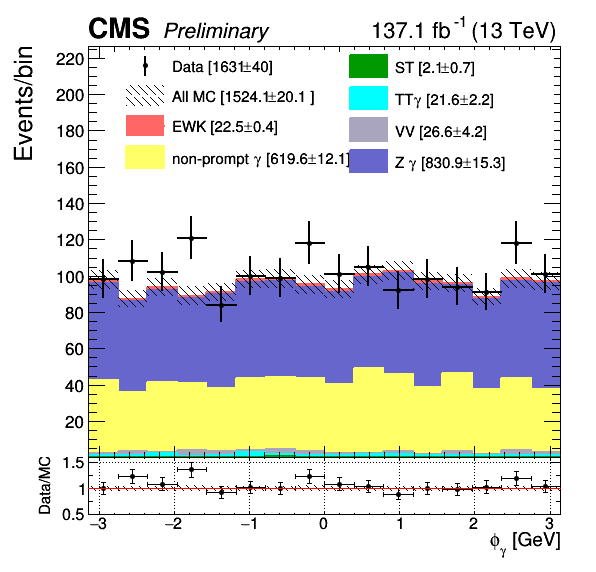 CMS Preliminary 137.1 fb⁻¹ (13 TeV)
Events/bin
220
200
180
160
140
120
100
80
60
40
20
Data [1631±40]
All MC [1524.1±20.1 ]
EWK [22.5±0.4]
non-prompt γ [619.6±12.1]
ST [2.1±0.7]
TTγ [21.6±2.2]
VV [26.6±4.2]
Z γ [830.9±15.3]
Data/MC
1.5
1
0.5
−3 −2 −1 0 1 2 3
ϕγ [GeV]